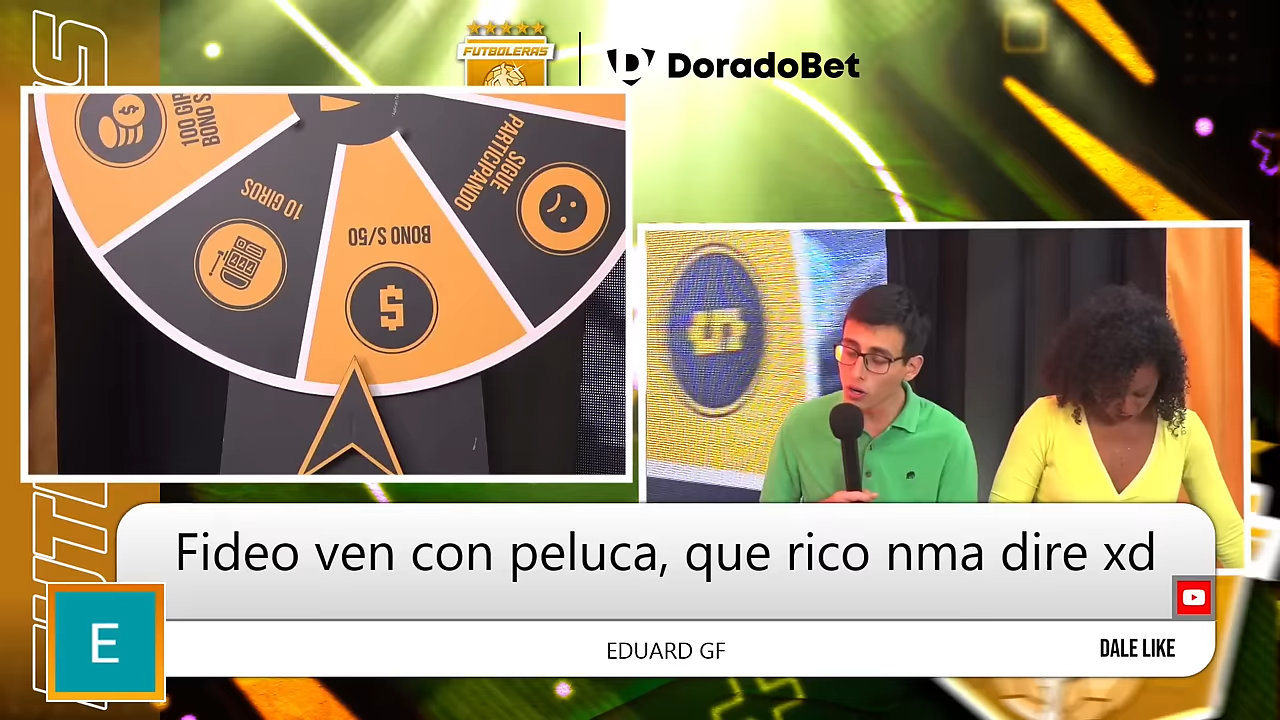 FUTBOLERAS
DoradoBet
100 GIR
BONO S
10 GIROS
BONO S/50
SIGUE
PARTICIPANDO
$
Fideo ven con peluca, que rico nma dire xd
E
EDUARD GF
DALE LIKE